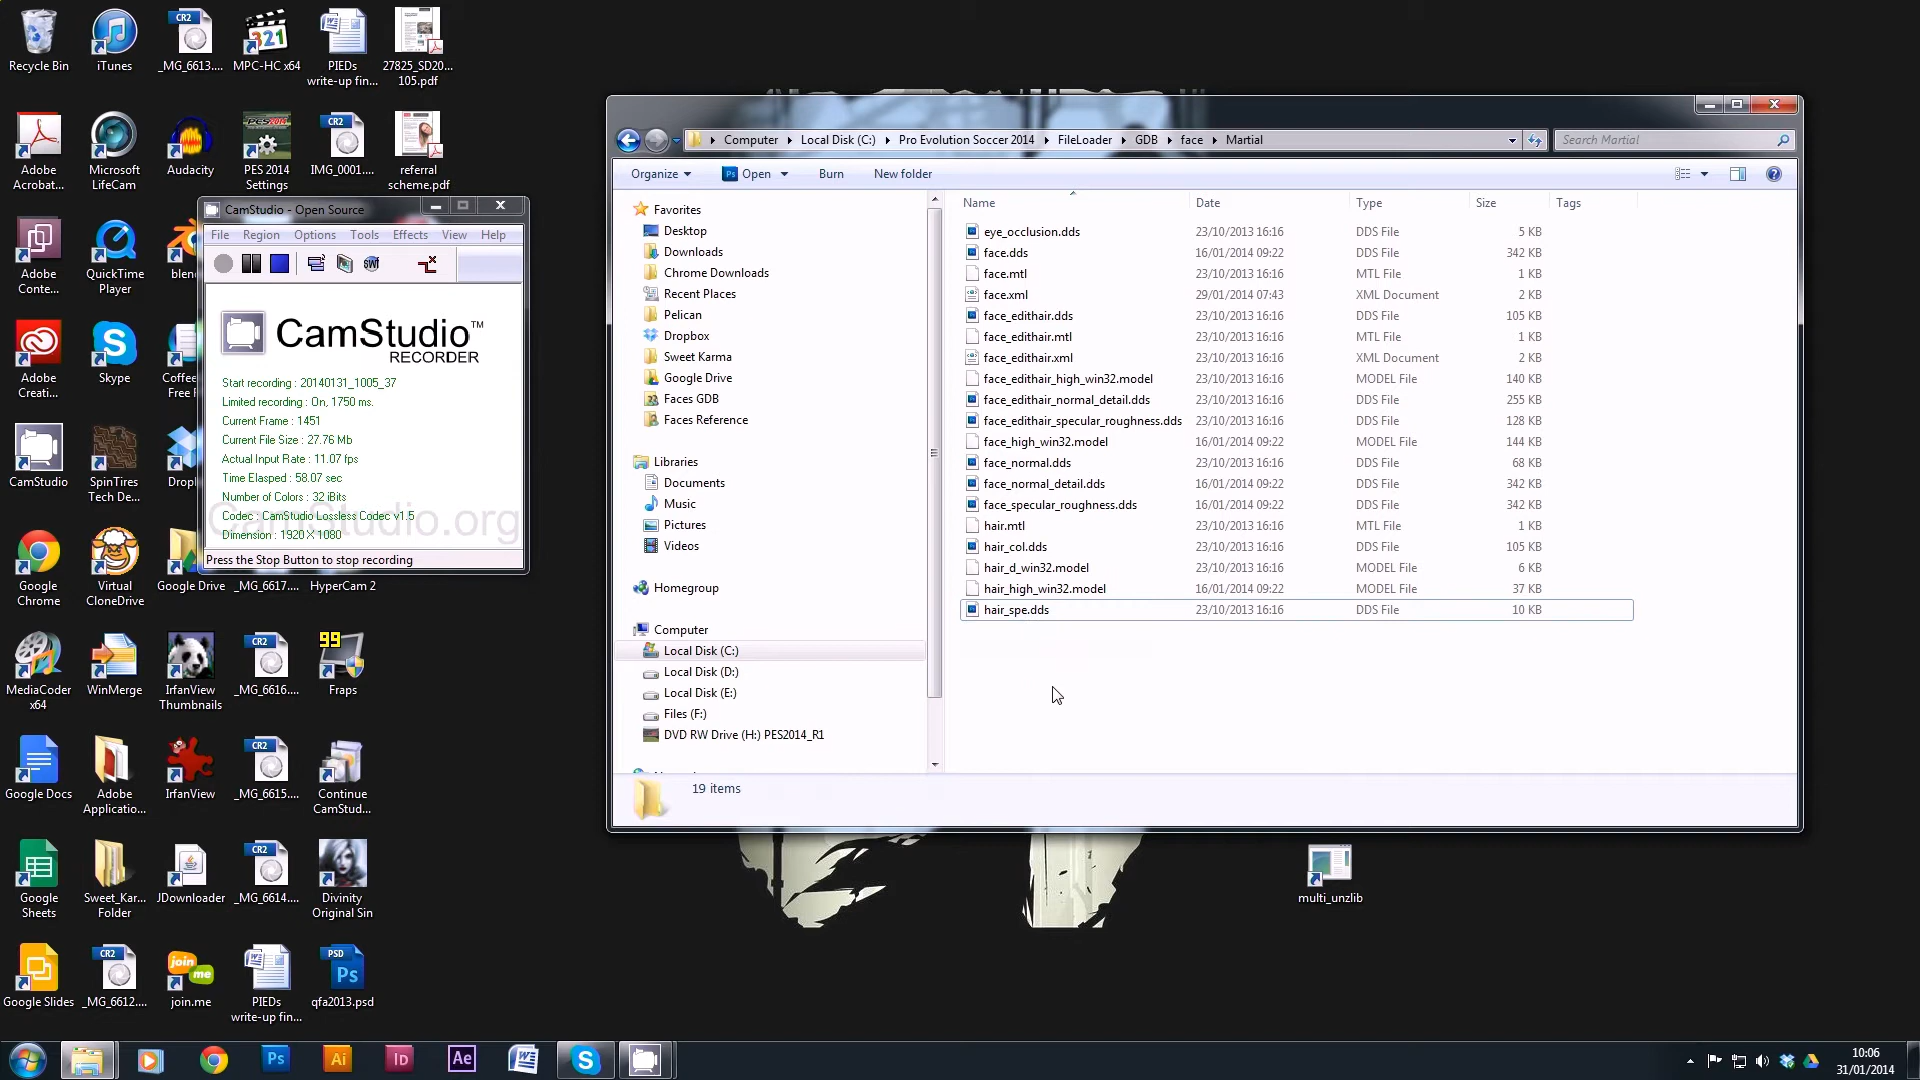 Recycle Bin
iTunes
_MG_6613....
MPC-HC x64
PIEDs
write-up fin...
27825_SD20...
105.pdf
CR2
321
Adobe
Acrobat...
Microsoft
LifeCam
Audacity
PES2014
PES 2014
Settings
CR2
IMG_0001....
referral
scheme.pdf
Adobe
Conte...
QuickTime
Player
blen
Adobe
Creati...
Skype
Coffee
Free F
CamStudio
SpinTires
Tech De...
Drop
Google
Chrome
Virtual
CloneDrive
Google Drive
_MG_6617....
HyperCam 2
MediaCoder
x64
WinMerge
IrfanView
Thumbnails
CR2
_MG_6616....
99
Fraps
Google Docs
Adobe
Applicatio...
IrfanView
CR2
_MG_6615....
Continue
CamStud...
Google
Sheets
Sweet_Kar...
Folder
JDownloader
CR2
_MG_6614....
Divinity
Original Sin
Google Slides
CR2
_MG_6612....
join
me
join.me
PIEDs
write-up fin...
PSD
Ps
qfa2013.psd
multi_unzlib
CamStudio - Open Source
File Region Options Tools Effects View Help
SWF
CamStudio™
RECORDER
Start recording : 20140131_1005_37
Limited recording : On, 1750 ms.
Current Frame : 1451
Current File Size : 27.76 Mb
Actual Input Rate : 11.07 fps
Time Elasped : 58.07 sec
Number of Colors : 32 iBits
Codec : CamStudio Lossless Codec v1.5
Dimension : 1920 X 1080
CamStudio.org
Press the Stop Button to stop recording
Computer Local Disk (C:) Pro Evolution Soccer 2014 FileLoader GDB face Martial
Search Martial
Organize Ps Open Burn New folder
Favorites
Desktop
Downloads
Chrome Downloads
Recent Places
Pelican
Dropbox
Sweet Karma
Google Drive
Faces GDB
Faces Reference
Libraries
Documents
Music
Pictures
Videos
Homegroup
Computer
Local Disk (C:)
Local Disk (D:)
Local Disk (E:)
Files (F:)
DVD RW Drive (H:) PES2014_R1
Name Date Type Size Tags
eye_occlusion.dds 23/10/2013 16:16 DDS File 5 KB
face.dds 16/01/2014 09:22 DDS File 342 KB
face.mtl 23/10/2013 16:16 MTL File 1 KB
face.xml 29/01/2014 07:43 XML Document 2 KB
face_edithair.dds 23/10/2013 16:16 DDS File 105 KB
face_edithair.mtl 23/10/2013 16:16 MTL File 1 KB
face_edithair.xml 23/10/2013 16:16 XML Document 2 KB
face_edithair_high_win32.model 23/10/2013 16:16 MODEL File 140 KB
face_edithair_normal_detail.dds 23/10/2013 16:16 DDS File 255 KB
face_edithair_specular_roughness.dds 23/10/2013 16:16 DDS File 128 KB
face_high_win32.model 16/01/2014 09:22 MODEL File 144 KB
face_normal.dds 23/10/2013 16:16 DDS File 68 KB
face_normal_detail.dds 16/01/2014 09:22 DDS File 342 KB
face_specular_roughness.dds 16/01/2014 09:22 DDS File 342 KB
hair.mtl 23/10/2013 16:16 MTL File 1 KB
hair_col.dds 23/10/2013 16:16 DDS File 105 KB
hair_d_win32.model 23/10/2013 16:16 MODEL File 6 KB
hair_high_win32.model 16/01/2014 09:22 MODEL File 37 KB
hair_spe.dds 23/10/2013 16:16 DDS File 10 KB
19 items
Ps
Ai
Id
Ae
10:06
31/01/2014